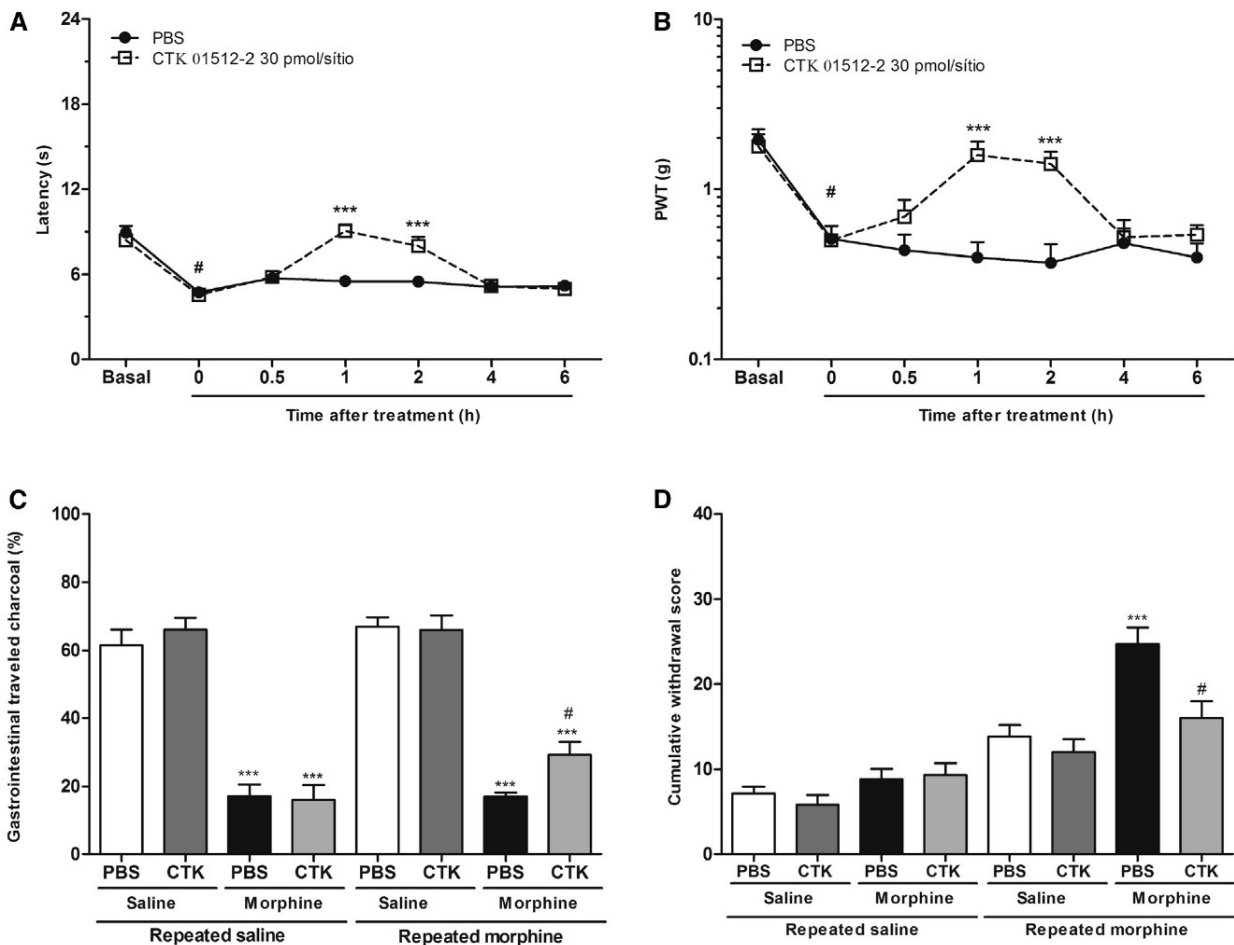 A
24
18
12
6
0
Latency (s)
PBS
CTK 01512-2 30 pmol/sítio
#
***
***
Basal
0
0.5
1
2
4
6
Time after treatment (h)
B
10
1
0.1
PWT (g)
PBS
CTK 01512-2 30 pmol/sítio
#
***
***
Basal
0
0.5
1
2
4
6
Time after treatment (h)
C
100
80
60
40
20
0
Gastrointestinal traveled charcoal (%)
***
***
***
#
***
PBS CTK PBS CTK PBS CTK PBS CTK
Saline Morphine Saline Morphine
Repeated saline Repeated morphine
D
40
30
20
10
0
Cumulative withdrawal score
***
#
PBS CTK PBS CTK PBS CTK PBS CTK
Saline Morphine Saline Morphine
Repeated saline Repeated morphine